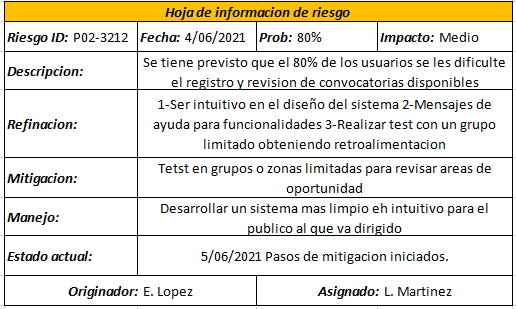 Hoja de informacion de riesgo
Riesgo ID: P02-3212 Fecha: 4/06/2021 Prob: 80% Impacto: Medio
Descripcion: Se tiene previsto que el 80% de los usuarios se les dificulte
el registro y revision de convocatorias disponibles
Refinacion: 1-Ser intuitivo en el diseño del sistema 2-Mensajes de
ayuda para funcionalidades 3-Realizar test con un grupo
limitado obteniendo retroalimentacion
Mitigacion: Tetst en grupos o zonas limitadas para revisar areas de
oportunidad
Manejo: Desarrollar un sistema mas limpio eh intuitivo para el
publico al que va dirigido
Estado actual: 5/06/2021 Pasos de mitigacion iniciados.
Originador: E. Lopez Asignado: L. Martinez